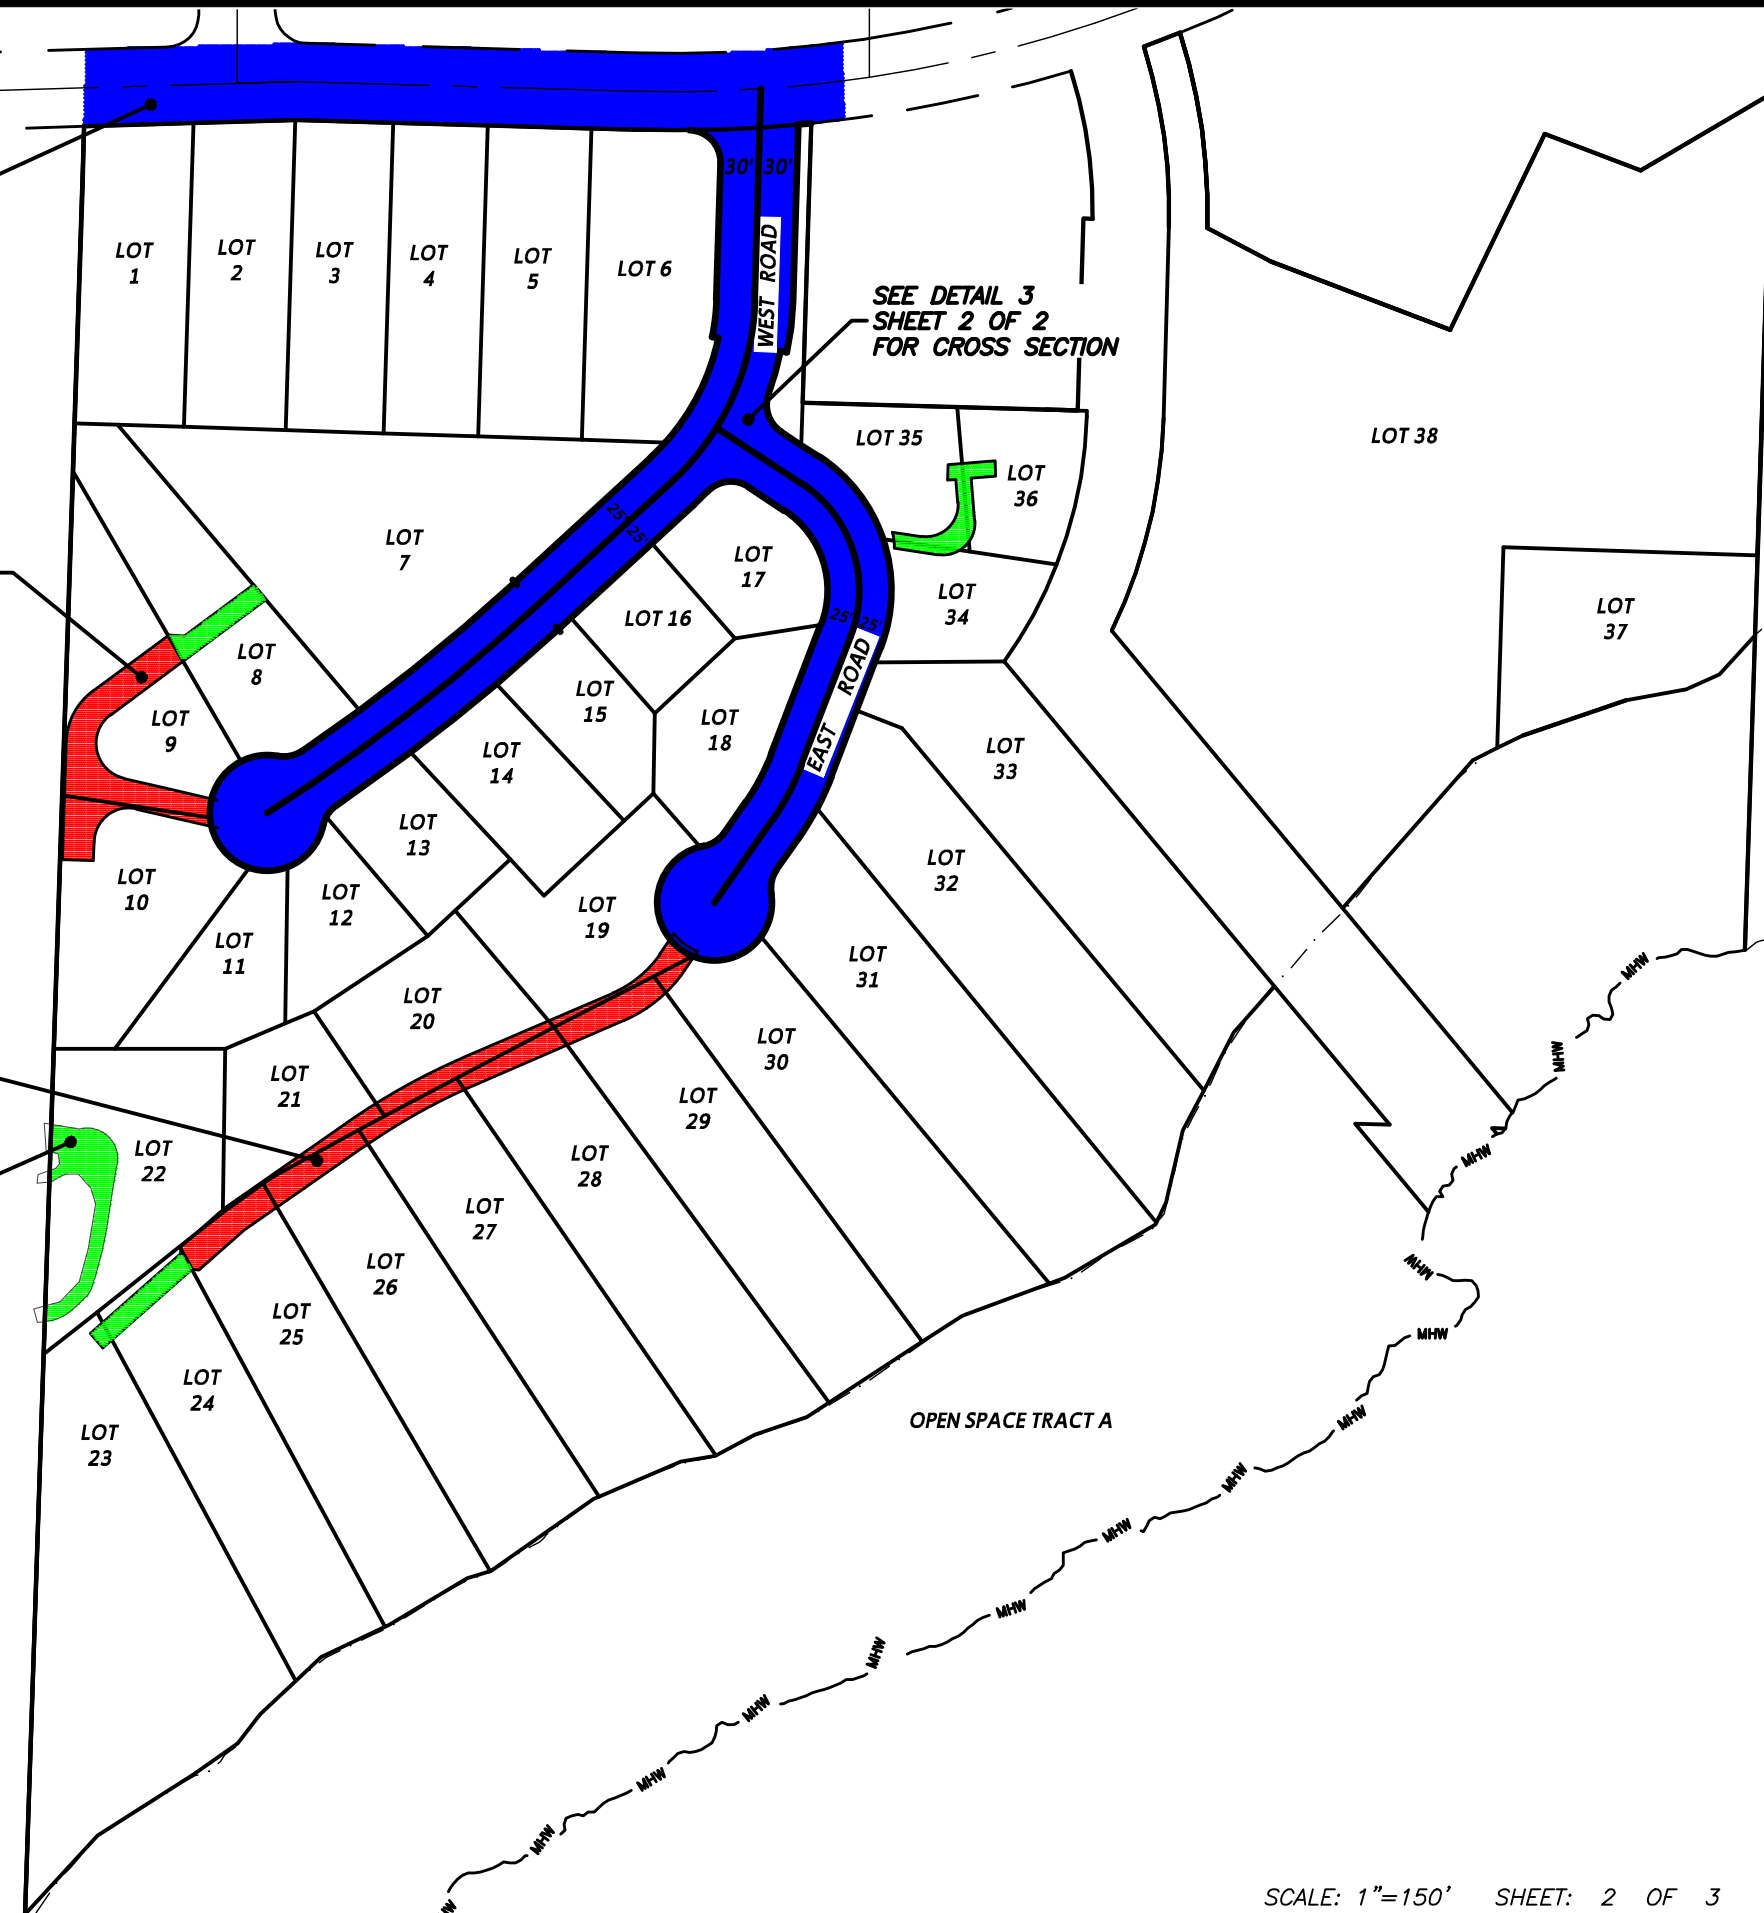 30' 30'
WEST ROAD
LOT
1
LOT
2
LOT
3
LOT
4
LOT
5
LOT 6
SEE DETAIL 3
SHEET 2 OF 2
FOR CROSS SECTION
LOT 35
LOT
36
LOT 38
LOT
7
25' 25'
LOT
17
LOT 16
LOT
34
LOT
37
25' 25'
EAST ROAD
LOT
8
LOT
9
LOT
15
LOT
18
LOT
14
LOT
33
LOT
13
LOT
32
LOT
10
LOT
12
LOT
19
LOT
11
LOT
31
LOT
20
LOT
30
LOT
21
LOT
29
LOT
22
LOT
28
LOT
27
LOT
26
LOT
25
LOT
24
LOT
23
MHW
MHW
MHW
MHW
MHW
MHW
MHW
OPEN SPACE TRACT A
MHW
MHW
MHW
MHW
MHW
MHW
SCALE: 1"=150' SHEET: 2 OF 3